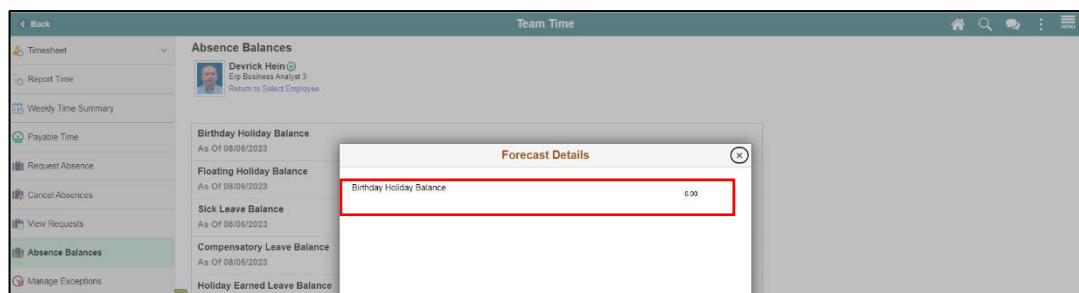 Back
Team Time
MENU
Timesheet
Report Time
Weekly Time Summary
Payable Time
Request Absence
Cancel Absences
View Requests
Absence Balances
Manage Exceptions
Absence Balances
Devrick Hein
Erp Business Analyst 3
Return to Select Employee
Birthday Holiday Balance
As Of 08/06/2023
Floating Holiday Balance
As Of 08/06/2023
Sick Leave Balance
As Of 08/06/2023
Compensatory Leave Balance
As Of 08/06/2023
Holiday Earned Leave Balance
Forecast Details
Birthday Holiday Balance 0.00